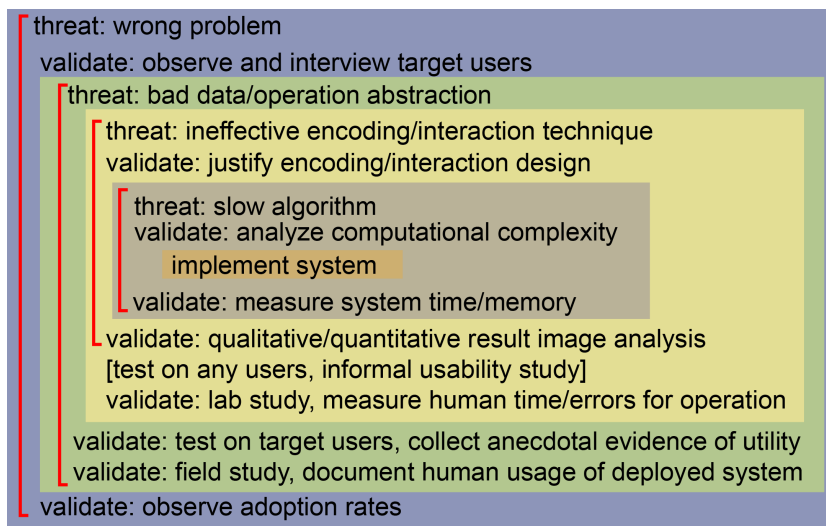 threat: wrong problem
validate: observe and interview target users
threat: bad data/operation abstraction
threat: ineffective encoding/interaction technique
validate: justify encoding/interaction design
threat: slow algorithm
validate: analyze computational complexity
implement system
validate: measure system time/memory
validate: qualitative/quantitative result image analysis
[test on any users, informal usability study]
validate: lab study, measure human time/errors for operation
validate: test on target users, collect anecdotal evidence of utility
validate: field study, document human usage of deployed system
validate: observe adoption rates